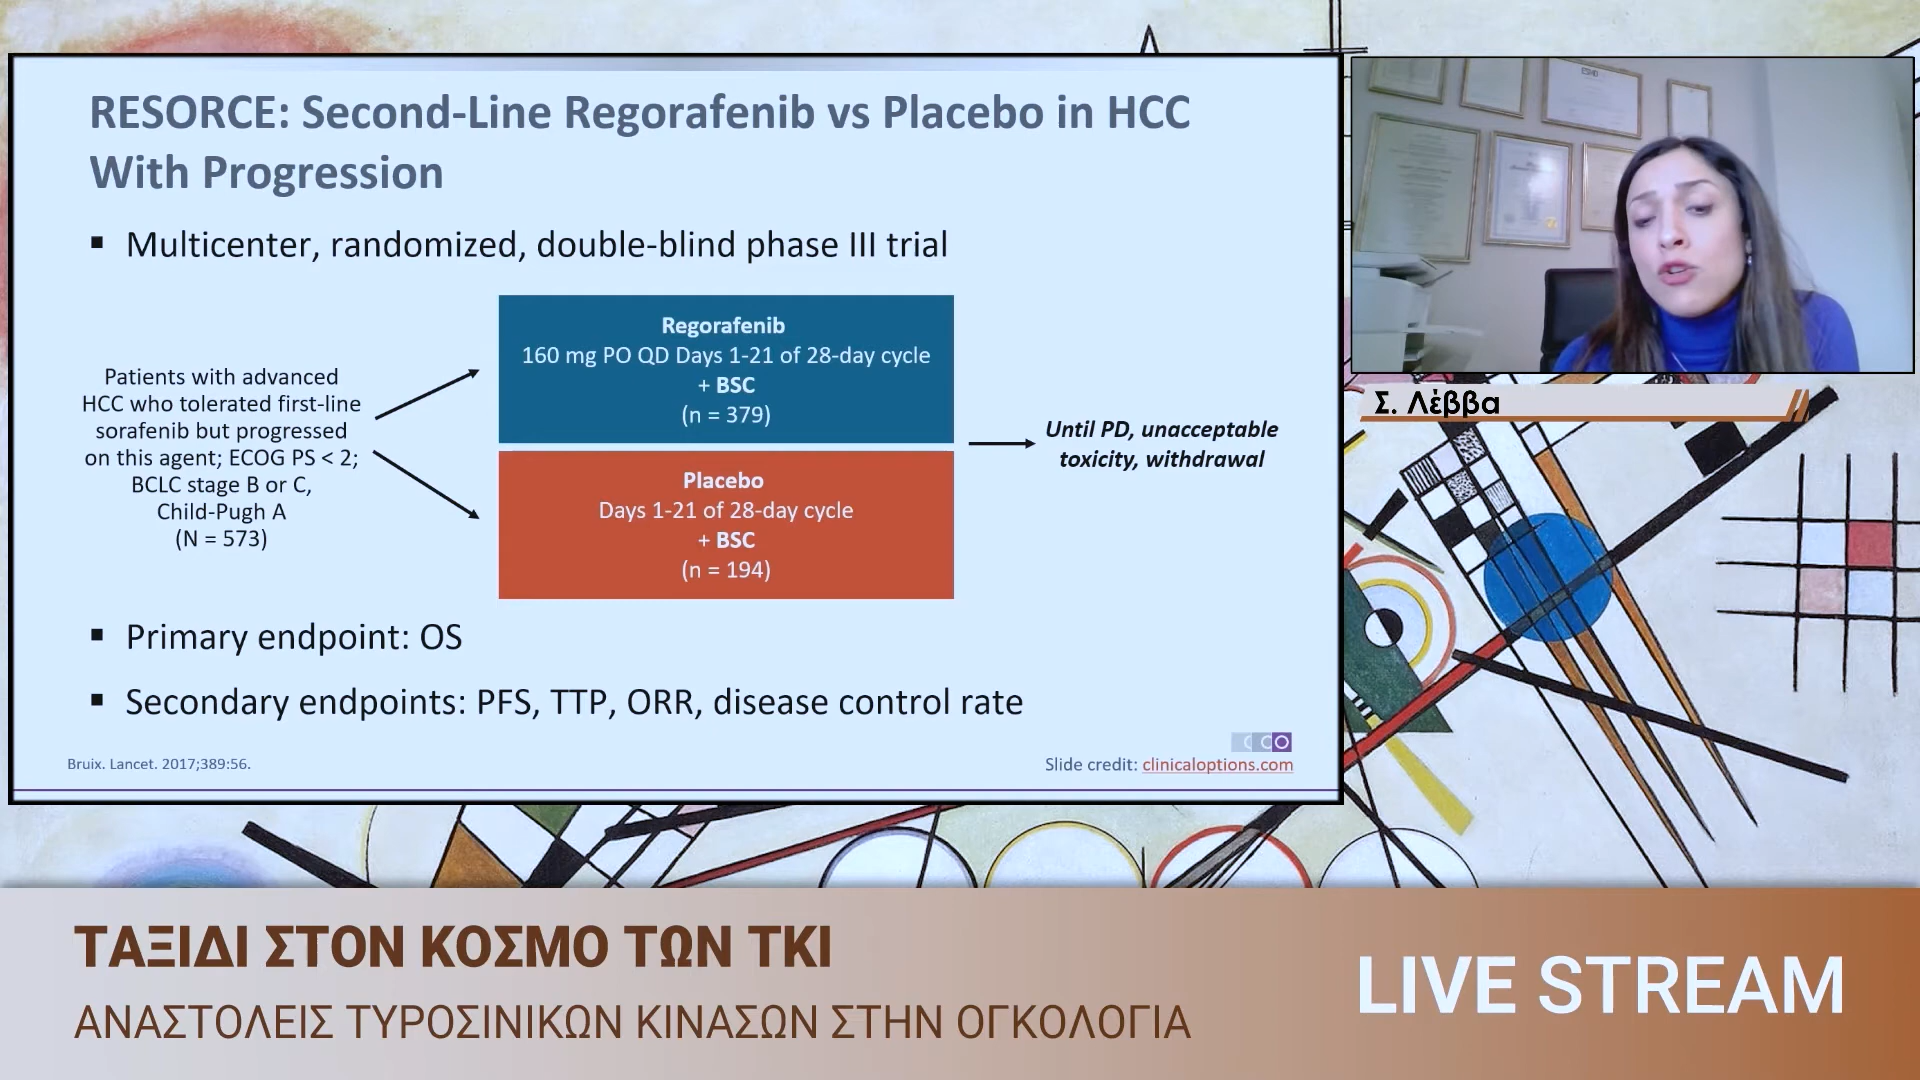 RESORCE: Second-Line Regorafenib vs Placebo in HCC
With Progression
▪ Multicenter, randomized, double-blind phase III trial
Patients with advanced
HCC who tolerated first-line
sorafenib but progressed
on this agent; ECOG PS < 2;
BCLC stage B or C,
Child-Pugh A
(N = 573)
Regorafenib
160 mg PO QD Days 1-21 of 28-day cycle
+ BSC
(n = 379)
Placebo
Days 1-21 of 28-day cycle
+ BSC
(n = 194)
Until PD, unacceptable
toxicity, withdrawal
▪ Primary endpoint: OS
▪ Secondary endpoints: PFS, TTP, ORR, disease control rate
Bruix. Lancet. 2017;389:56.
CCO
Slide credit: clinicaloptions.com
ESMO
Σ. Λέββα
ΤΑΞΙΔΙ ΣΤΟΝ ΚΟΣΜΟ ΤΩΝ ΤΚΙ
ΑΝΑΣΤΟΛΕΙΣ ΤΥΡΟΣΙΝΙΚΩΝ ΚΙΝΑΣΩΝ ΣΤΗΝ ΟΓΚΟΛΟΓΙΑ
LIVE STREAM